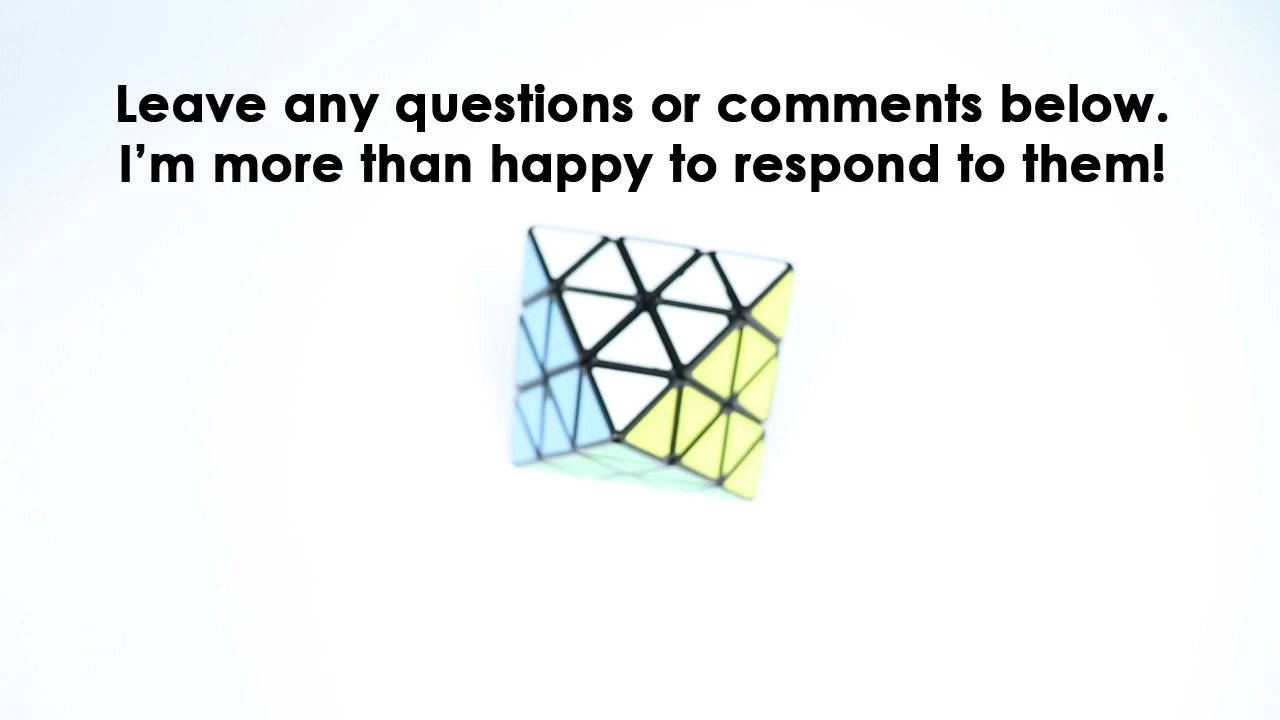 Leave any questions or comments below.
I’m more than happy to respond to them!